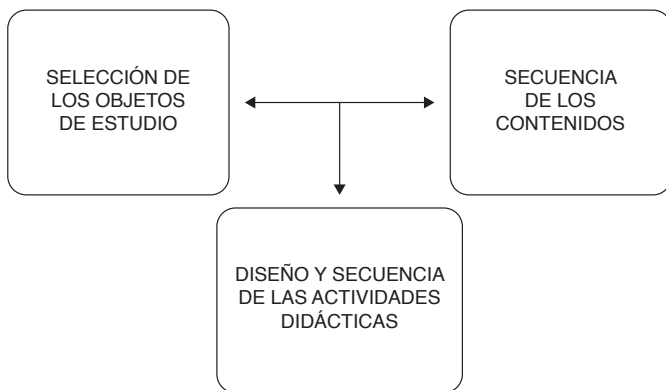 SELECCIÓN DE
LOS OBJETOS
DE ESTUDIO
SECUENCIA
DE LOS
CONTENIDOS
DISEÑO Y SECUENCIA
DE LAS ACTIVIDADES
DIDÁCTICAS